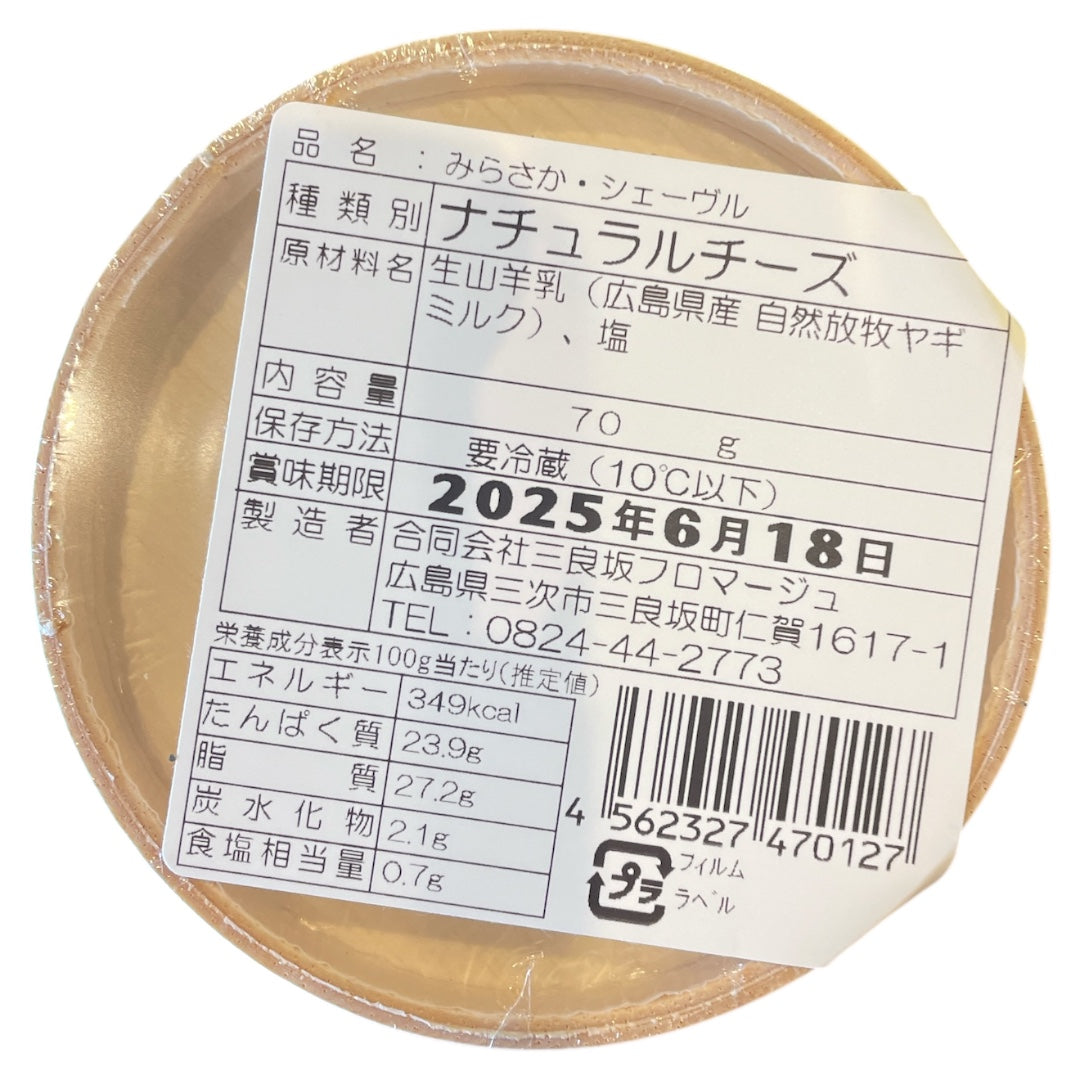 品名：みらさか・シェーヴル
種類別 ナチュラルチーズ
原材料名 生山羊乳（広島県産 自然放牧ヤギ
ミルク）、塩
内容量 70 g
保存方法 要冷蔵（10℃以下）
賞味期限 2025年6月18日
製造者 合同会社三良坂フロマージュ
広島県三次市三良坂町仁賀1617-1
TEL：0824-44-2773
栄養成分表示100g当たり(推定値)
エネルギー 349kcal
たんぱく質 23.9g
脂質 27.2g
炭水化物 2.1g
食塩相当量 0.7g
4 562327 470127
プラ フィルム
ラベル